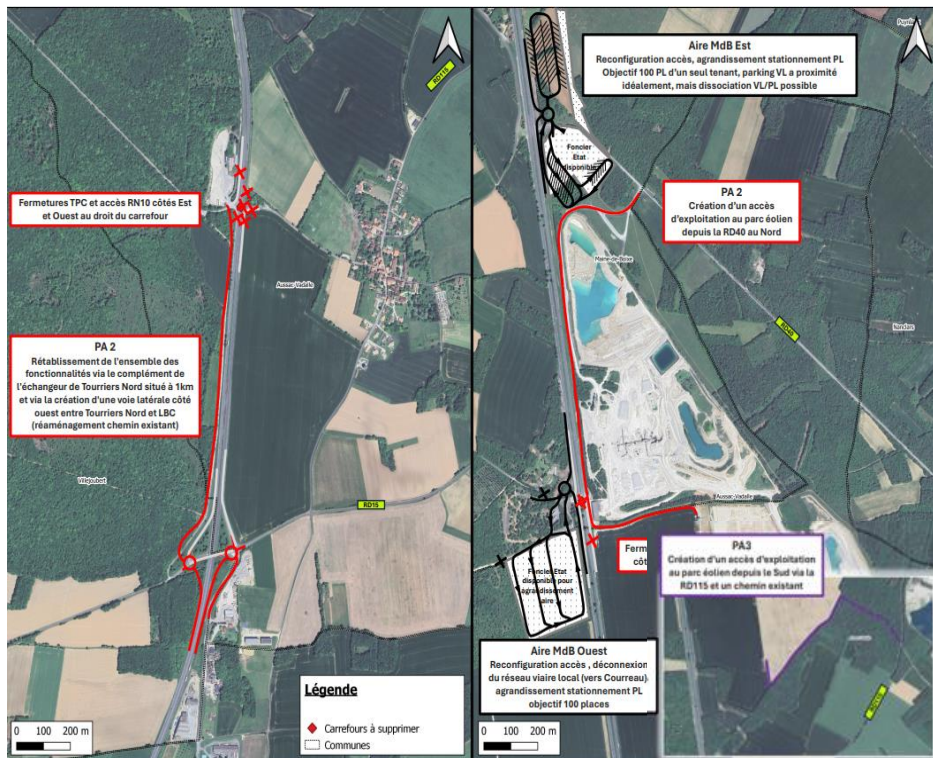 RD115
Fermetures TPC et accès RN10 côtés Est
et Ouest au droit du carrefour
Aussac-Vadalle
PA 2
Rétablissement de l'ensemble des
fonctionnalités via le complément de
l'échangeur de Tourriers Nord situé à 1km
et via la création d'une voie latérale côté
ouest entre Tourriers Nord et LBC
(réaménagement chemin existant)
Villejoubert
RD15
Légende
Carrefours à supprimer
Communes
0 100 200 m
Aire MdB Est
Reconfiguration accès, agrandissement stationnement PL
Objectif 100 PL d'un seul tenant, parking VL a proximité
idéalement, mais dissociation VL/PL possible
Foncier
Etat
disponible
PA 2
Création d'un accès
d'exploitation au parc éolien
depuis la RD40 au Nord
Maine-de-Boixe
RD40
Nanclars
Aussac-Vadalle
Ferm
côt
PA3
Création d'un accès d'exploitation
au parc éolien depuis le Sud via la
RD115 et un chemin existant
Foncier Etat
disponible pour
agrandissement
aire
Aire MdB Ouest
Reconfiguration accès , déconnexion
du réseau viaire local (vers Courreau)
agrandissement stationnement PL
objectif 100 places
RD115
0 100 200 m